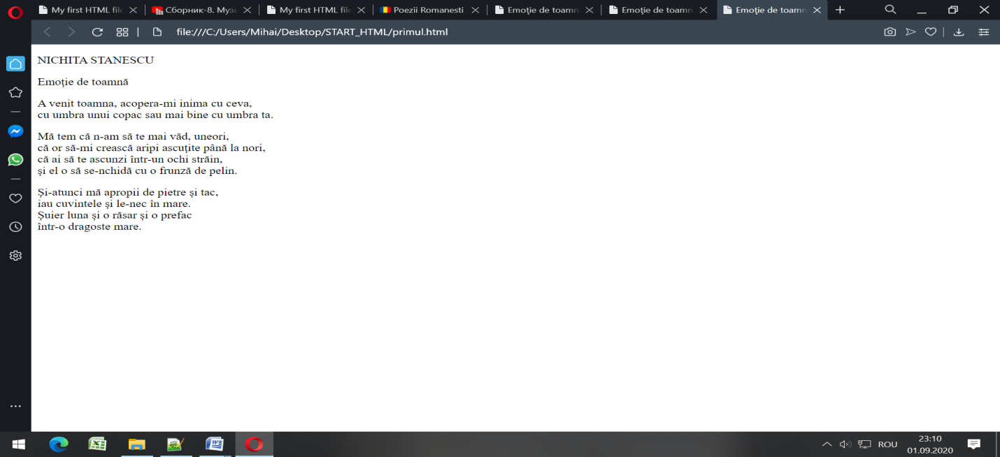 My first HTML file
Сборник-8. Музы
My first HTML file
Poezii Romanesti
Emoţie de toamn
Emoţie de toamn
Emoţie de toamn
file:///C:/Users/Mihai/Desktop/START_HTML/primul.html
NICHITA STANESCU
Emoţie de toamnă
A venit toamna, acopera-mi inima cu ceva,
cu umbra unui copac sau mai bine cu umbra ta.
Mă tem că n-am să te mai văd, uneori,
că or să-mi crească aripi ascuţite până la nori,
că ai să te ascunzi într-un ochi străin,
şi el o să se-nchidă cu o frunză de pelin.
Şi-atunci mă apropii de pietre şi tac,
iau cuvintele şi le-nec în mare.
Şuier luna şi o răsar şi o prefac
într-o dragoste mare.
ROU
23:10
01.09.2020